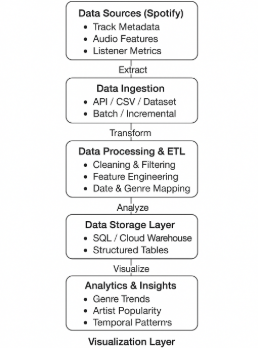 Data Sources (Spotify)
• Track Metadata
• Audio Features
• Listener Metrics
Extract
Data Ingestion
• API / CSV / Dataset
• Batch / Incremental
Transform
Data Processing & ETL
• Cleaning & Filtering
• Feature Engineering
• Date & Genre Mapping
Analyze
Data Storage Layer
• SQL / Cloud Warehouse
• Structured Tables
Visualize
Analytics & Insights
• Genre Trends
• Artist Popularity
• Temporal Patterns
Visualization Layer